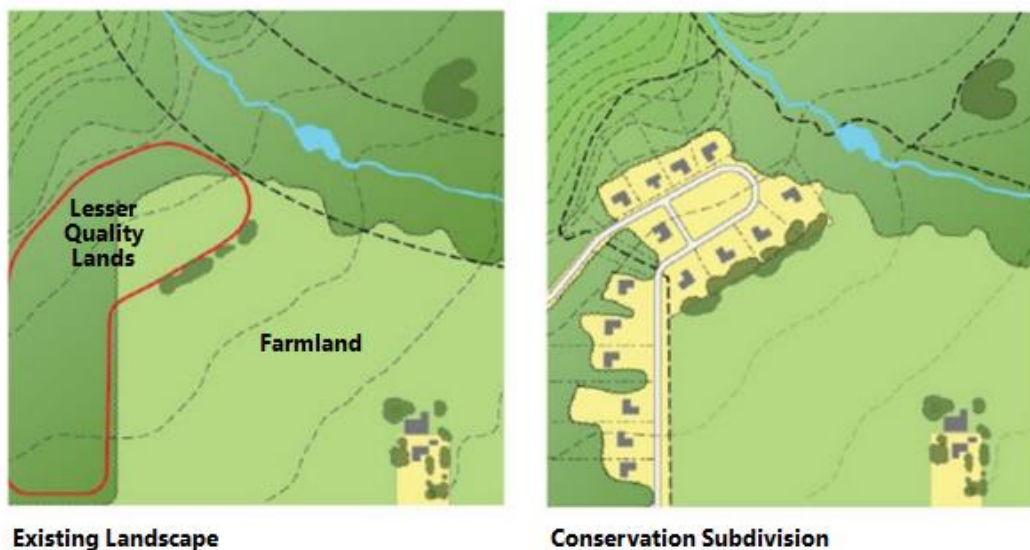 Lesser
Quality
Lands
Farmland
Existing Landscape
Conservation Subdivision